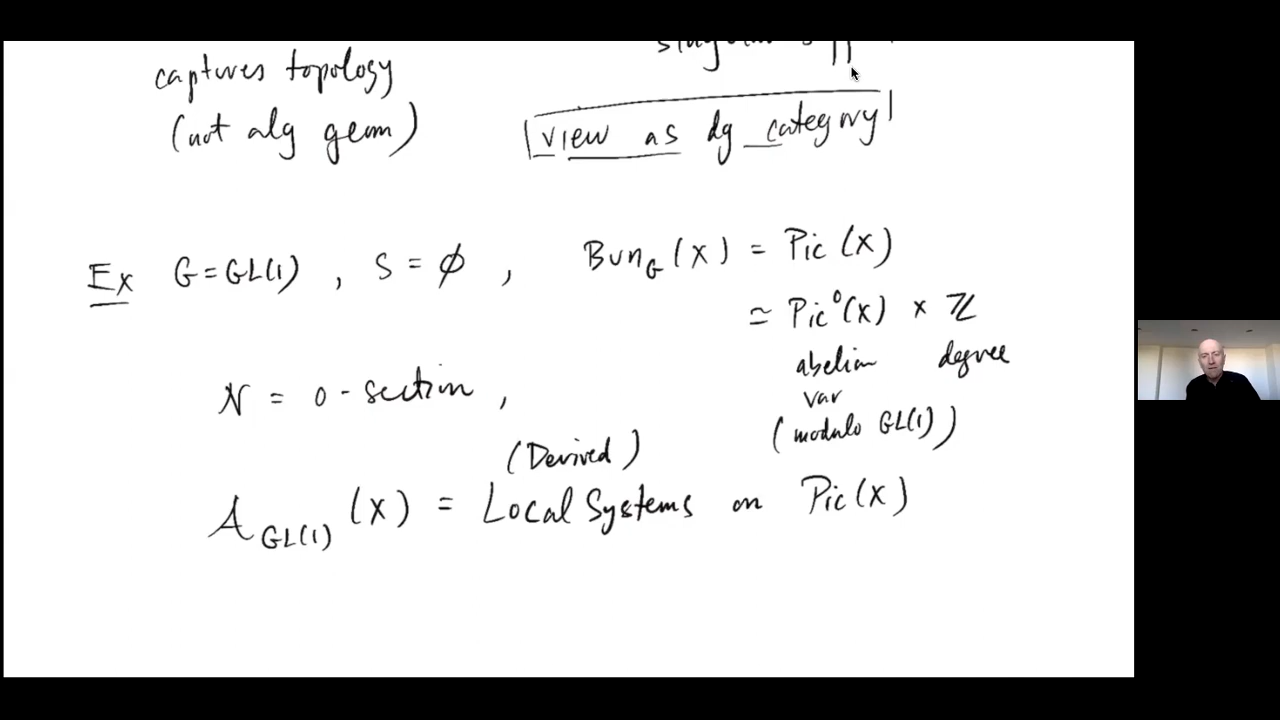 captures topology
(not alg geom)
view as dg category
Ex G = GL(1) , S = ϕ , Bun_G (X) = Pic (X)
≃ Pic⁰(X) × ℤ
abelian degree
var
(modulo GL(1))
N = 0-section ,
(Derived)
A_GL(1) (X) = Local Systems on Pic(X)